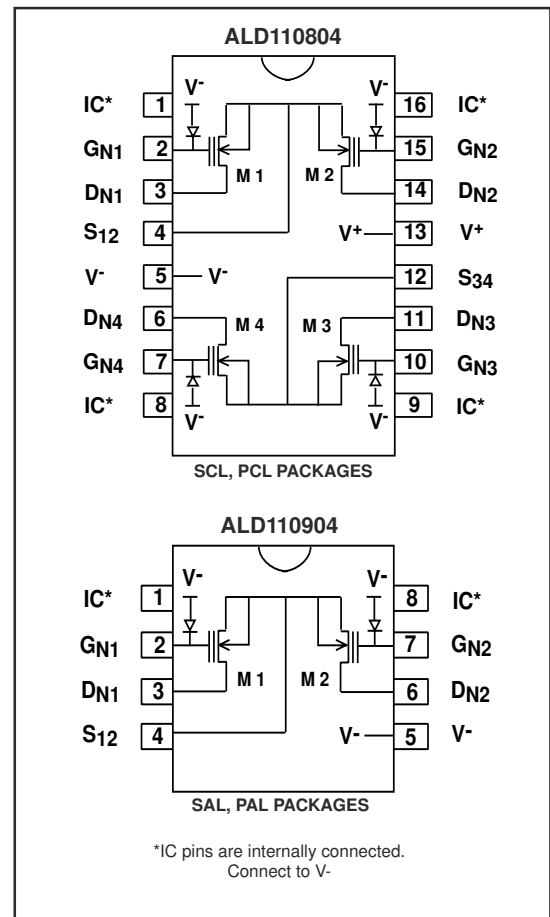 ALD110804
IC* 1 V- V- 16 IC*
GN1 2 15 GN2
DN1 3 M 1 M 2 14 DN2
S12 4 V+ 13 V+
V- 5 V- 12 S34
DN4 6 M 4 M 3 11 DN3
GN4 7 10 GN3
IC* 8 V- V- 9 IC*
SCL, PCL PACKAGES
ALD110904
IC* 1 V- V- 8 IC*
GN1 2 7 GN2
DN1 3 M 1 M 2 6 DN2
S12 4 V- 5 V-
SAL, PAL PACKAGES
*IC pins are internally connected.
Connect to V-